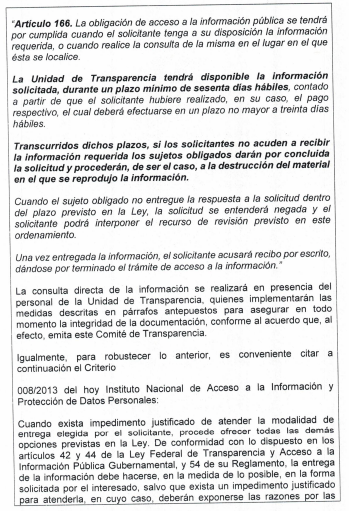 "Artículo 166. La obligación de acceso a la información pública se tendrá
por cumplida cuando el solicitante tenga a su disposición la información
requerida, o cuando realice la consulta de la misma en el lugar en el que
ésta se localice.
La Unidad de Transparencia tendrá disponible la información
solicitada, durante un plazo mínimo de sesenta días hábiles, contado
a partir de que el solicitante hubiere realizado, en su caso, el pago
respectivo, el cual deberá efectuarse en un plazo no mayor a treinta días
hábiles.
Transcurridos dichos plazos, si los solicitantes no acuden a recibir
la información requerida los sujetos obligados darán por concluida
la solicitud y procederán, de ser el caso, a la destrucción del material
en el que se reprodujo la información.
Cuando el sujeto obligado no entregue la respuesta a la solicitud dentro
del plazo previsto en la Ley, la solicitud se entenderá negada y el
solicitante podrá interponer el recurso de revisión previsto en este
ordenamiento.
Una vez entregada la información, el solicitante acusará recibo por escrito,
dándose por terminado el trámite de acceso a la información."
La consulta directa de la información se realizará en presencia del
personal de la Unidad de Transparencia, quienes implementarán las
medidas descritas en párrafos antepuestos para asegurar en todo
momento la integridad de la documentación, conforme al acuerdo que, al
efecto, emita este Comité de Transparencia.
Igualmente, para robustecer lo anterior, es conveniente citar a
continuación el Criterio
008/2013 del hoy Instituto Nacional de Acceso a la Información y
Protección de Datos Personales:
Cuando exista impedimento justificado de atender la modalidad de
entrega elegida por el solicitante, procede ofrecer todas las demás
opciones previstas en la Ley. De conformidad con lo dispuesto en los
artículos 42 y 44 de la Ley Federal de Transparencia y Acceso a la
Información Pública Gubernamental, y 54 de su Reglamento, la entrega
de la información debe hacerse, en la medida de lo posible, en la forma
solicitada por el interesado, salvo que exista un impedimento justificado
para atenderla, en cuyo caso, deberán exponerse las razones por las